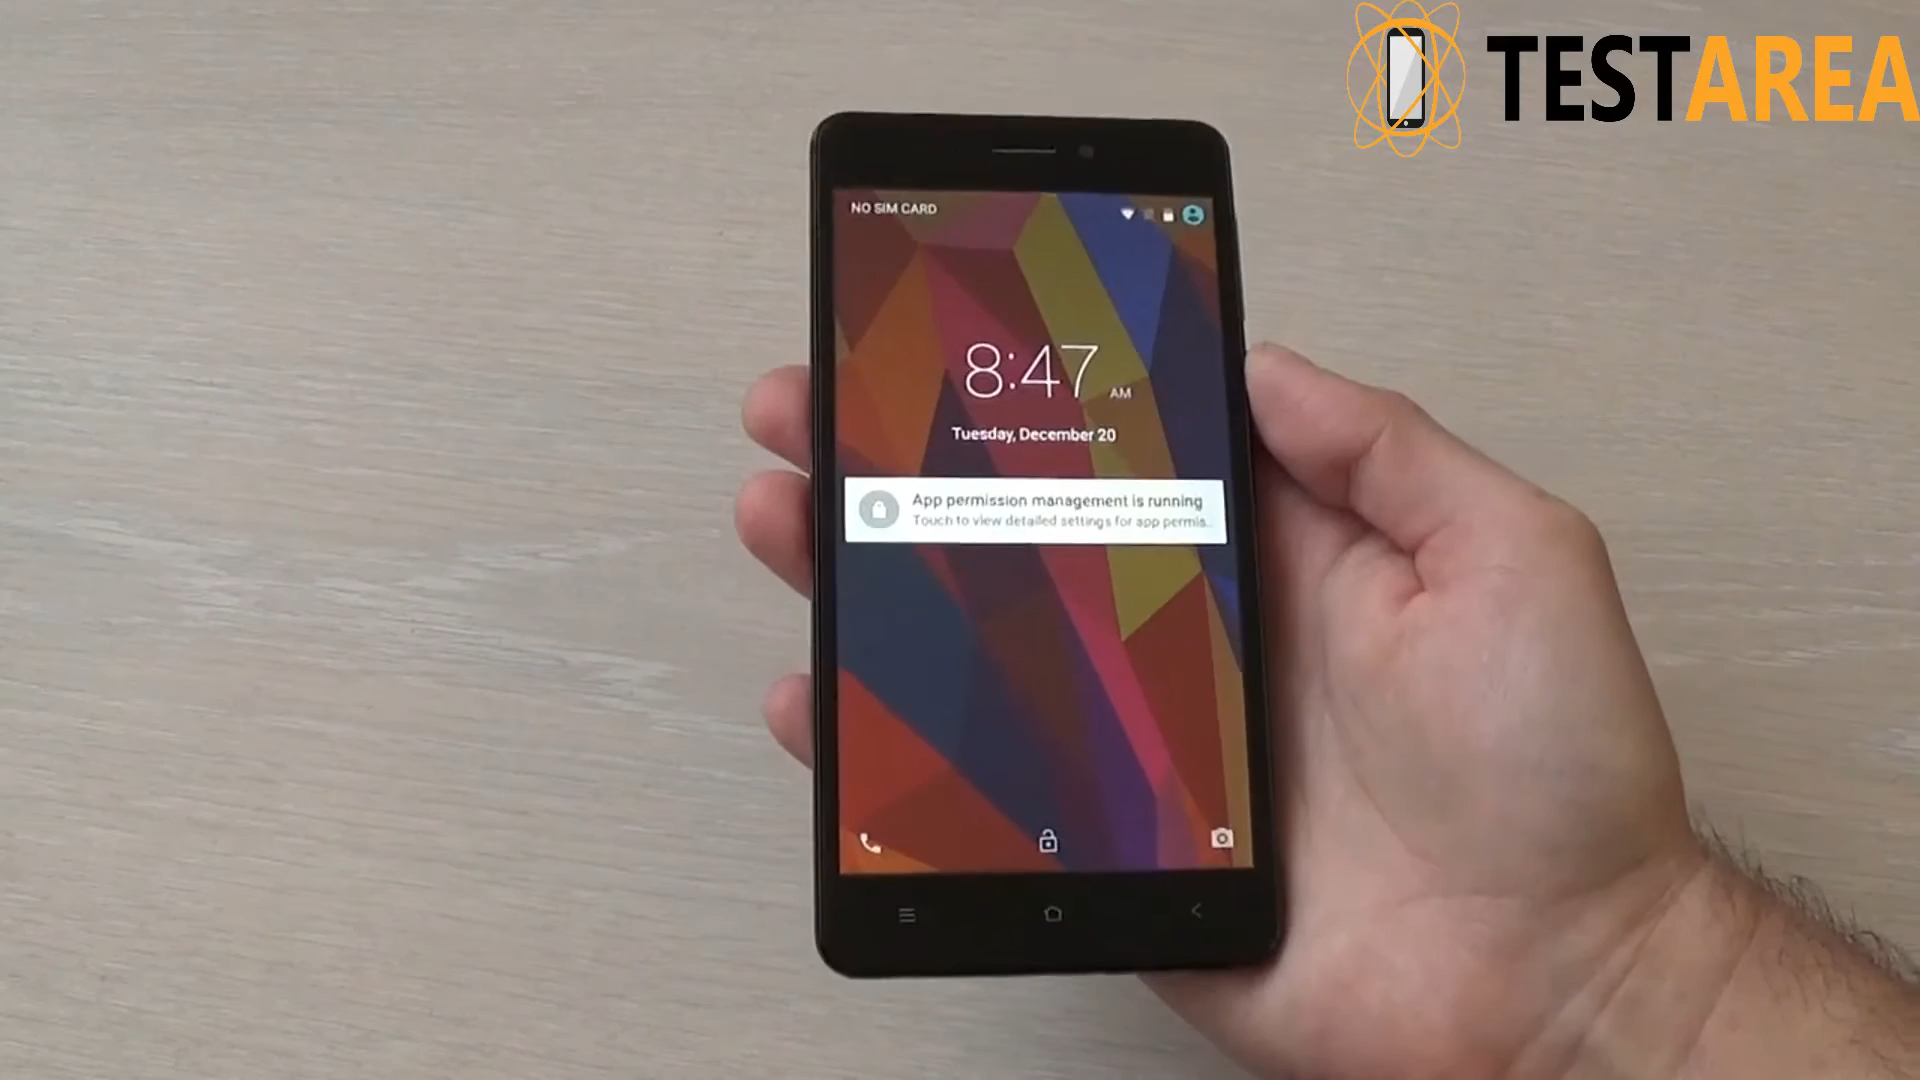 TESTAREA
NO SIM CARD
8:47 AM
Tuesday, December 20
App permission management is running
Touch to view detailed settings for app permis...